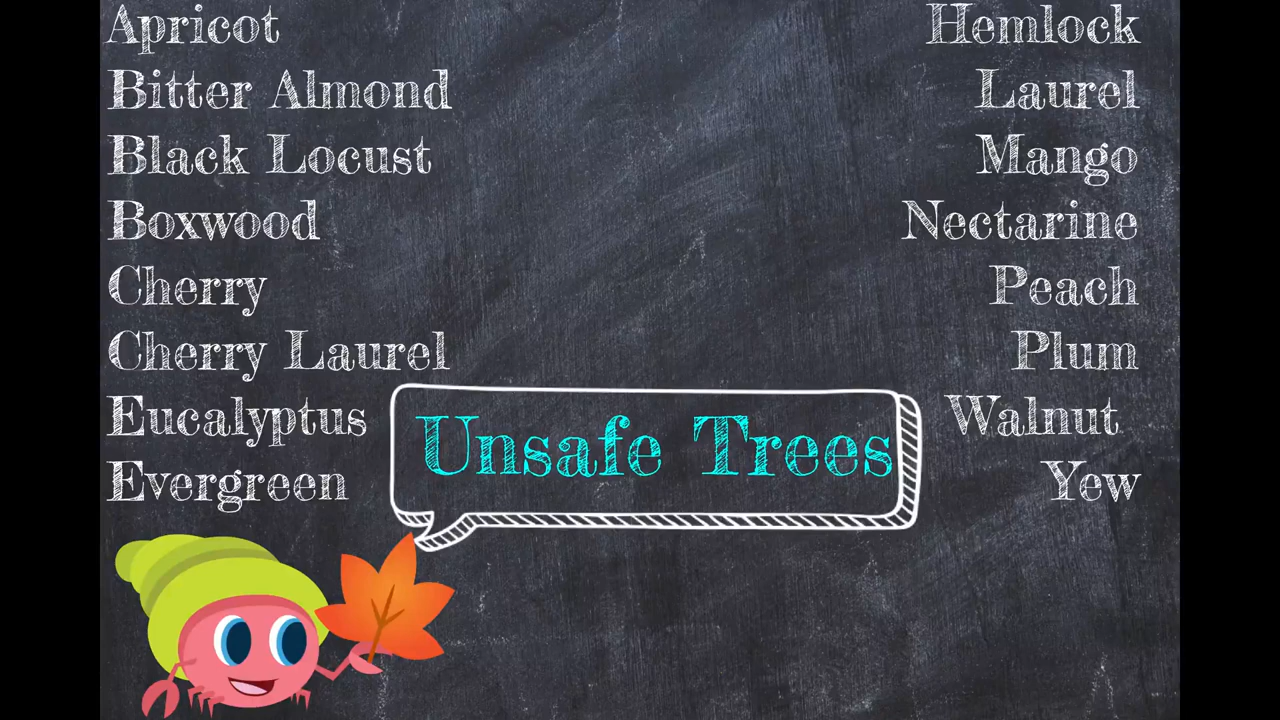 Apricot
Bitter Almond
Black Locust
Boxwood
Cherry
Cherry Laurel
Eucalyptus
Evergreen
Hemlock
Laurel
Mango
Nectarine
Peach
Plum
Walnut
Yew
Unsafe Trees